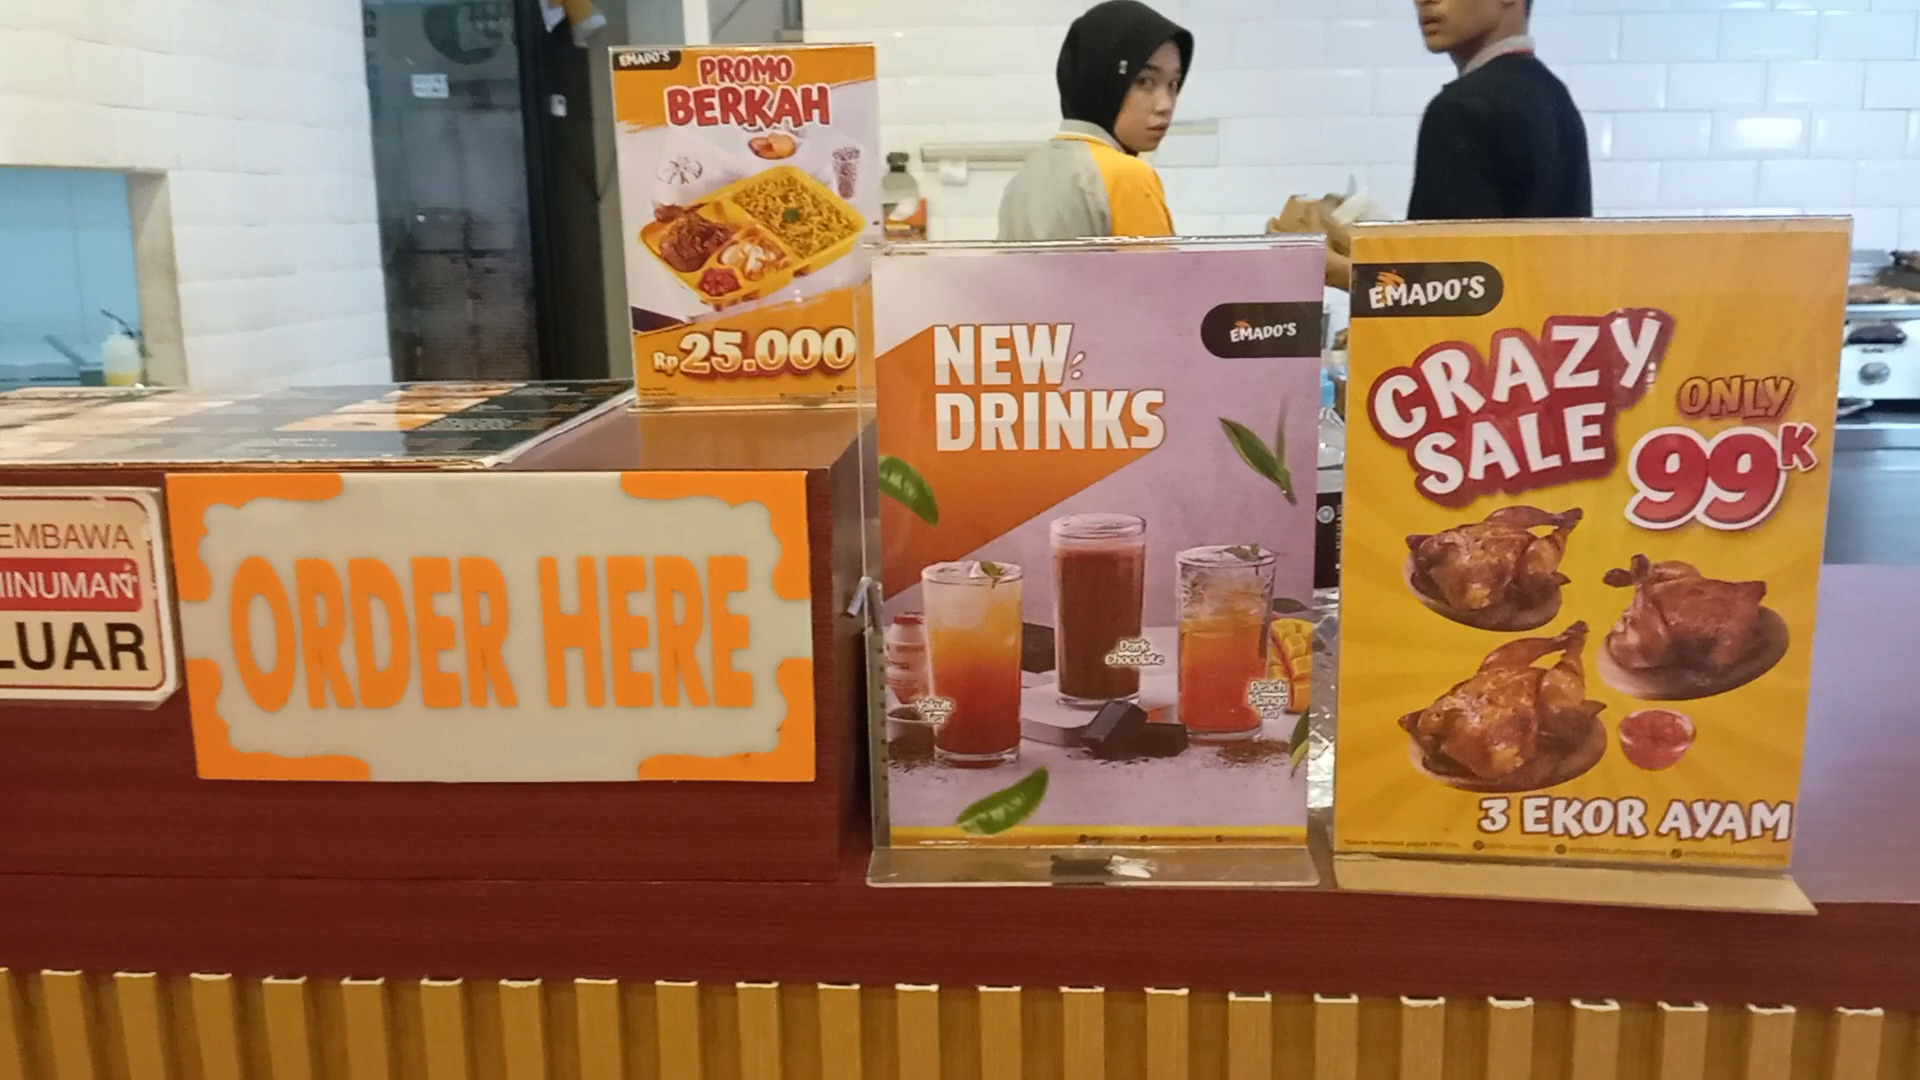 EMADO'S
PROMO
BERKAH
Rp 25.000
EMBAWA
MINUMAN
LUAR
ORDER HERE
EMADO'S
NEW
DRINKS
Yakult
Tea
Dark
Chocolate
Peach
Mango
Tea
EMADO'S
CRAZY
SALE
ONLY
99K
3 EKOR AYAM